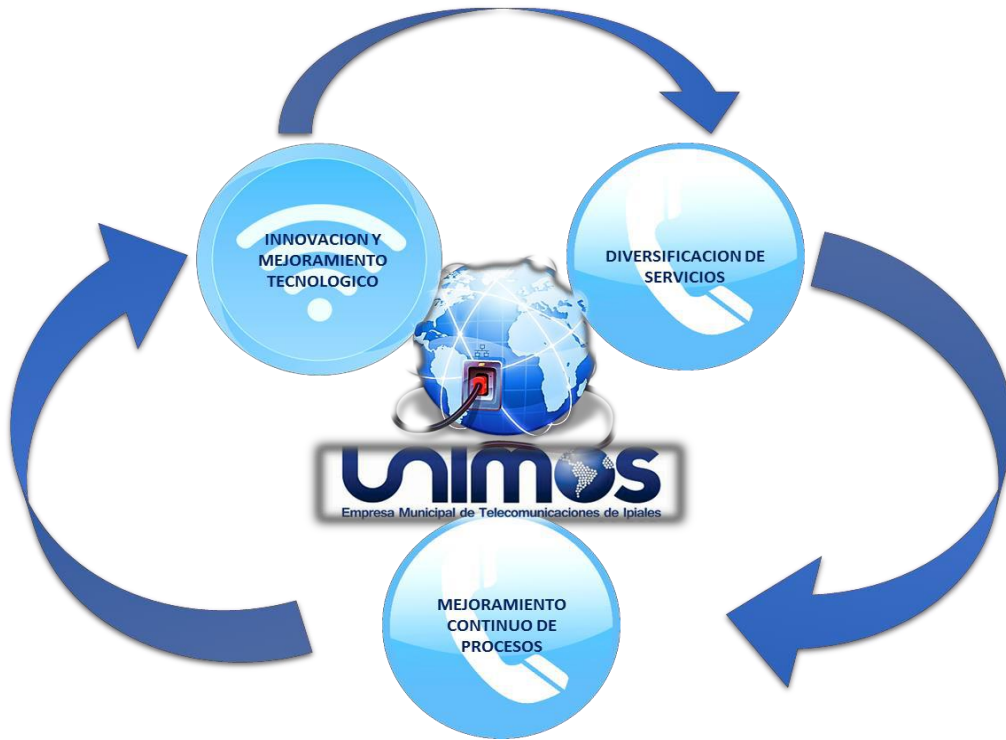 INNOVACION Y
MEJORAMIENTO
TECNOLOGICO
DIVERSIFICACION DE
SERVICIOS
UNIMOS
Empresa Municipal de Telecomunicaciones de Ipiales
MEJORAMIENTO
CONTINUO DE
PROCESOS